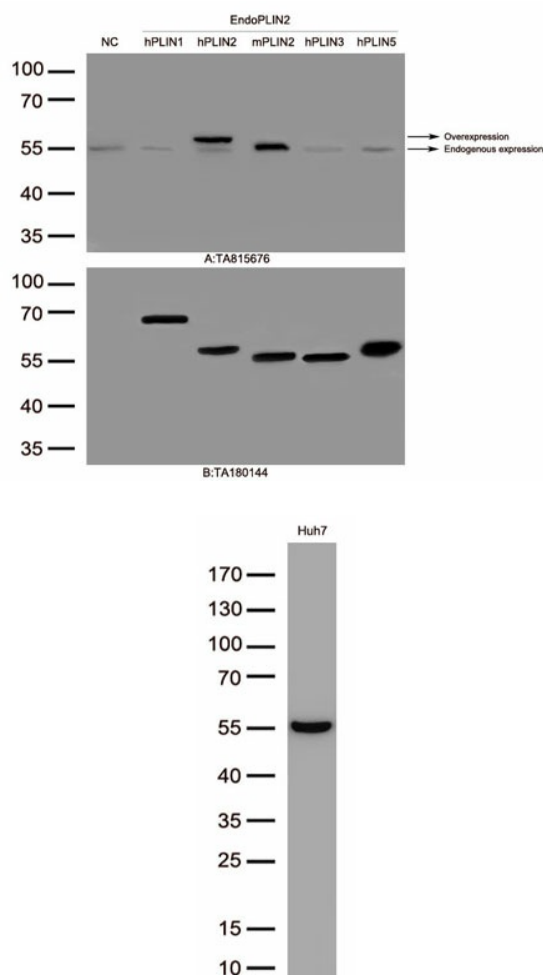 EndoPLIN2
NC hPLIN1 hPLIN2 mPLIN2 hPLIN3 hPLIN5
100
70
Overexpression
55
Endogenous expression
40
35
A:TA815676
100
70
55
40
35
B:TA180144
Huh7
170
130
100
70
55
40
35
25
15
10